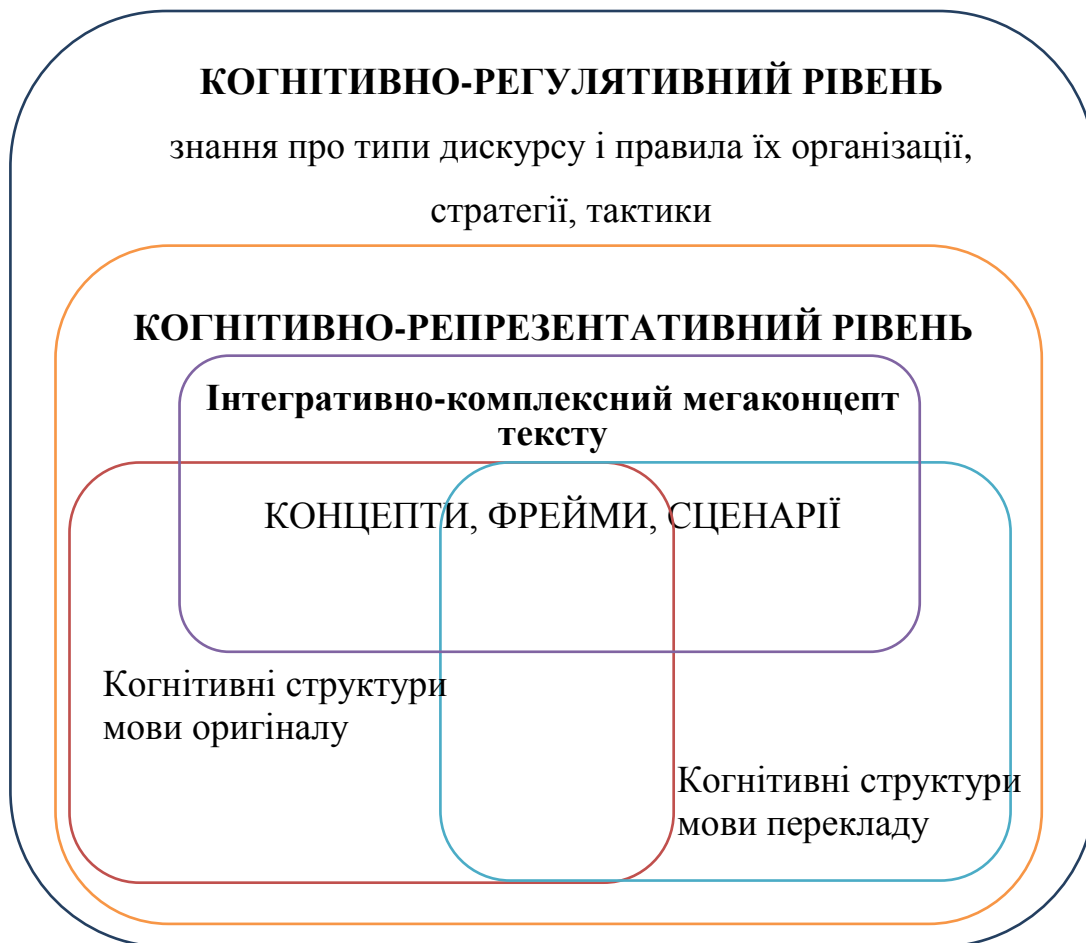 КОГНІТИВНО-РЕГУЛЯТИВНИЙ РІВЕНЬ
знання про типи дискурсу і правила їх організації,
стратегії, тактики
КОГНІТИВНО-РЕПРЕЗЕНТАТИВНИЙ РІВЕНЬ
Інтегративно-комплексний мегаконцепт
тексту
КОНЦЕПТИ, ФРЕЙМИ, СЦЕНАРІЇ
Когнітивні структури
мови оригіналу
Когнітивні структури
мови перекладу